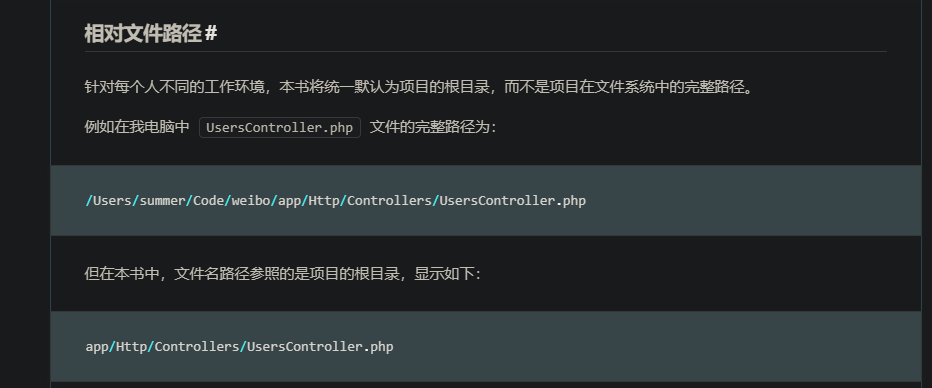 相对文件路径#
针对每个人不同的工作环境，本书将统一默认为项目的根目录，而不是项目在文件系统中的完整路径。
例如在我电脑中 UsersController.php 文件的完整路径为：
/Users/summer/Code/weibo/app/Http/Controllers/UsersController.php
但在本书中，文件名路径参照的是项目的根目录，显示如下：
app/Http/Controllers/UsersController.php